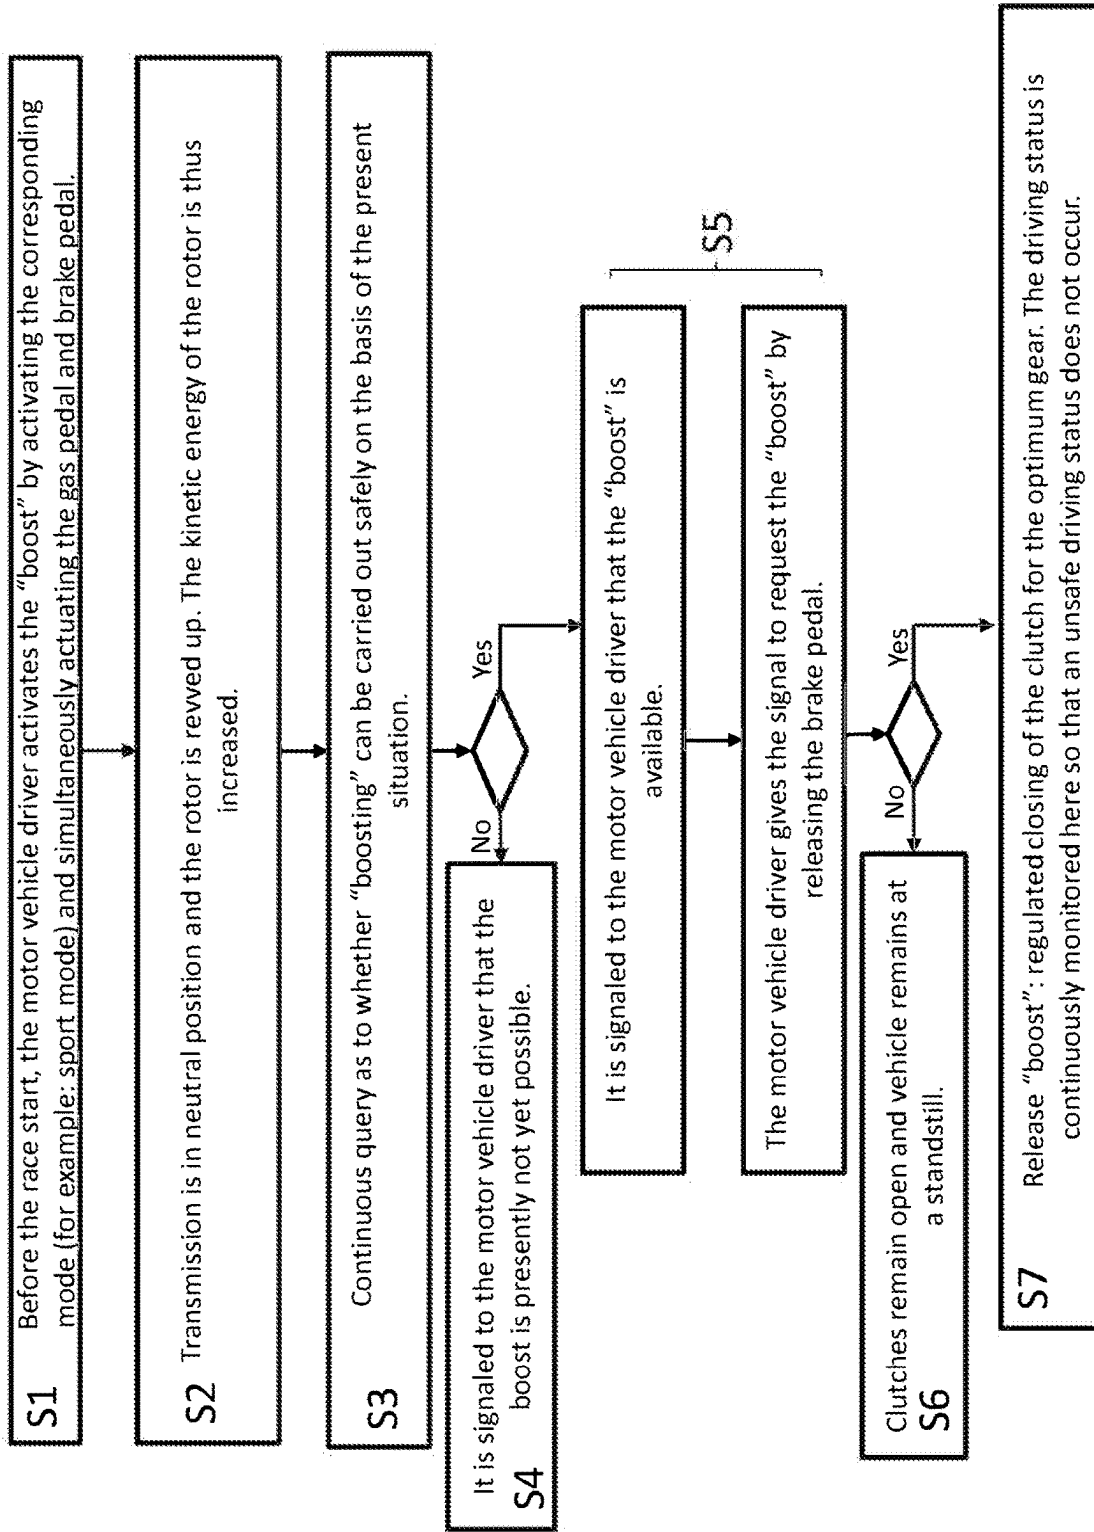 S1
Before the race start, the motor vehicle driver activates the “boost” by activating the corresponding
mode (for example: sport mode) and simultaneously actuating the gas pedal and brake pedal.
S2
Transmission is in neutral position and the rotor is revved up. The kinetic energy of the rotor is thus
increased.
S3
Continuous query as to whether “boosting” can be carried out safely on the basis of the present
situation.
No
Yes
It is signaled to the motor vehicle driver that the
boost is presently not yet possible.
S4
It is signaled to the motor vehicle driver that the “boost” is
available.
S5
The motor vehicle driver gives the signal to request the “boost” by
releasing the brake pedal.
No
Yes
Clutches remain open and vehicle remains at
a standstill.
S6
Release “boost”: regulated closing of the clutch for the optimum gear. The driving status is
continuously monitored here so that an unsafe driving status does not occur.
S7